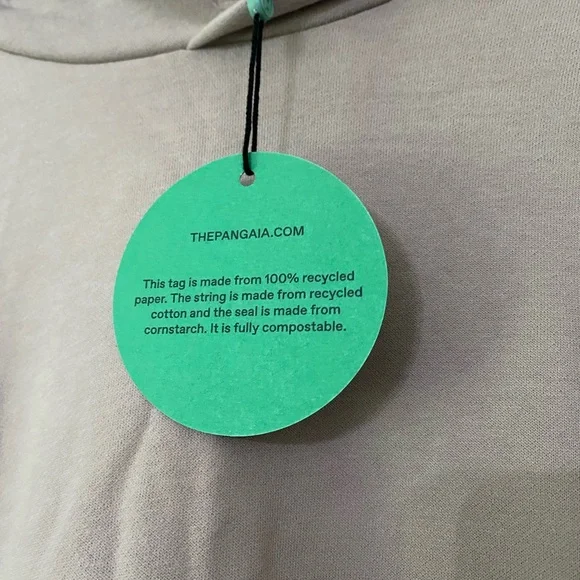 THEPANGAIA.COM
This tag is made from 100% recycled
paper. The string is made from recycled
cotton and the seal is made from
cornstarch. It is fully compostable.